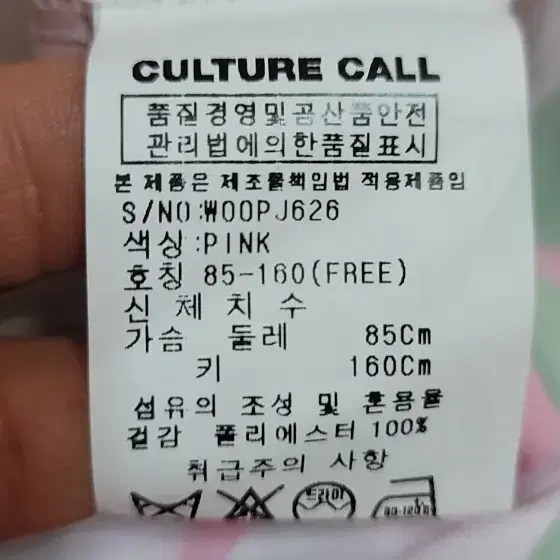 CULTURE CALL
품질경영및공산품안전
관리법에의한품질표시
본 제품은 제조물책임법 적용제품임
S/NO:W00PJ626
색상:PINK
호칭 85-160(FREE)
신 체 치 수
가슴 둘레 85Cm
키 160Cm
섬유의 조성 및 혼용율
겉감 폴리에스터 100%
취급주의 사항
드라이